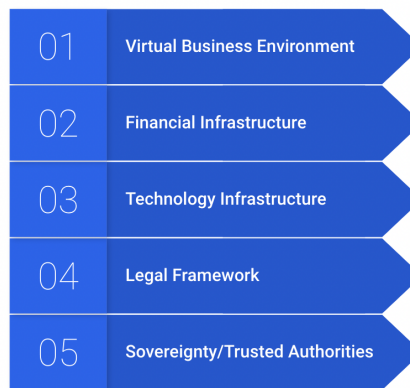 01 Virtual Business Environment
02 Financial Infrastructure
03 Technology Infrastructure
04 Legal Framework
05 Sovereignty/Trusted Authorities